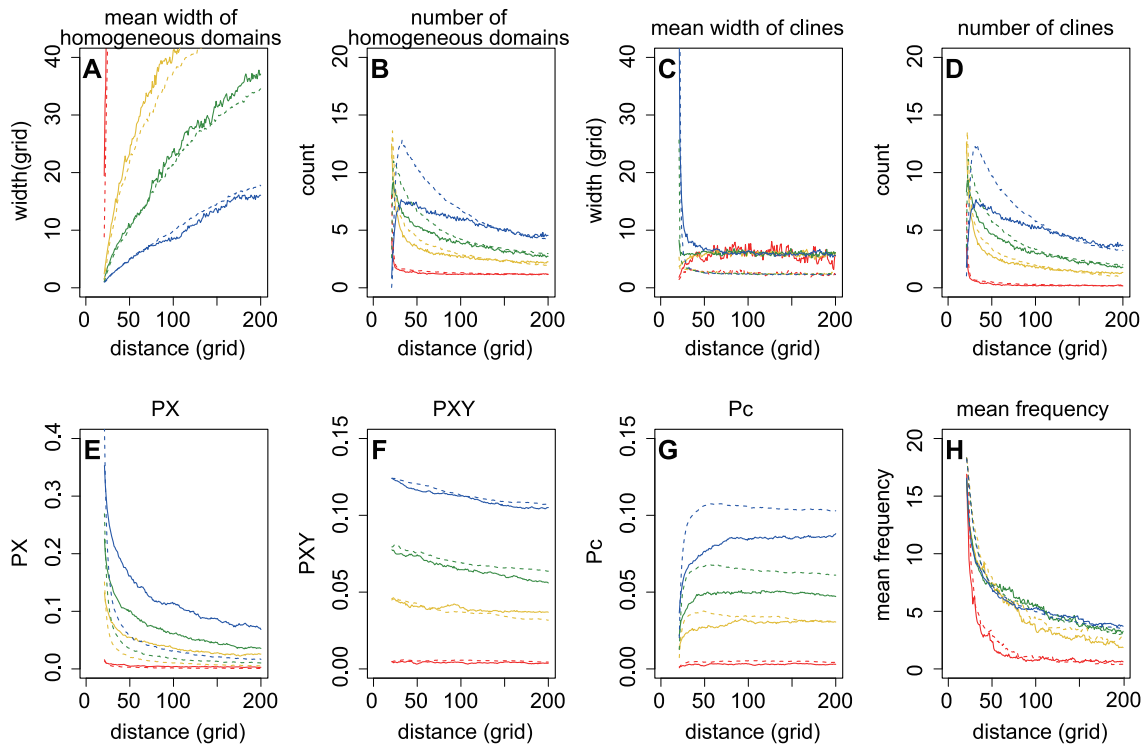 mean width of
homogeneous domains
number of
homogeneous domains
mean width of clines
number of clines
A
width(grid)
0 10 20 30 40
0 50 100 200
distance (grid)
B
count
0 5 10 15 20
0 50 100 200
distance (grid)
C
width (grid)
0 10 20 30 40
0 50 100 200
distance (grid)
D
count
0 5 10 15 20
0 50 100 200
distance (grid)
PX
PXY
Pc
mean frequency
E
PX
0.0 0.1 0.2 0.3 0.4
0 50 100 200
distance (grid)
F
PXY
0.00 0.05 0.10 0.15
0 50 100 200
distance (grid)
G
Pc
0.00 0.05 0.10 0.15
0 50 100 200
distance (grid)
H
mean frequency
0 5 10 15 20
0 50 100 200
distance (grid)